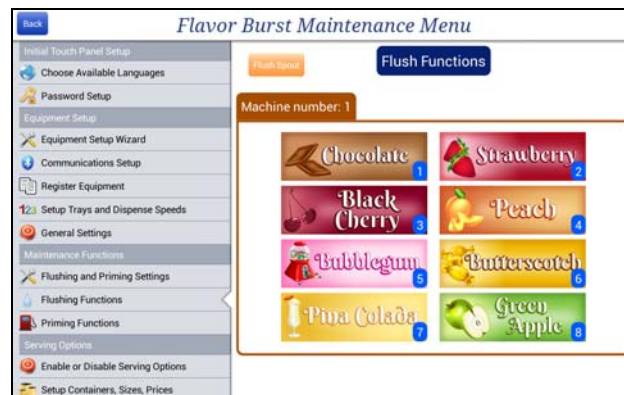 Back
Flavor Burst Maintenance Menu
Initial Touch Panel Setup
Choose Available Languages
Password Setup
Equipment Setup
Equipment Setup Wizard
Communications Setup
Register Equipment
123 Setup Trays and Dispense Speeds
General Settings
Maintenance Functions
Flushing and Priming Settings
Flushing Functions
Priming Functions
Serving Options
Enable or Disable Serving Options
Setup Containers, Sizes, Prices
Flush Spout
Flush Functions
Machine number: 1
Chocolate 1
Strawberry 2
Black
Cherry 3
Peach 4
Bubblegum 5
Butterscotch 6
Pina Colada 7
Green
Apple 8